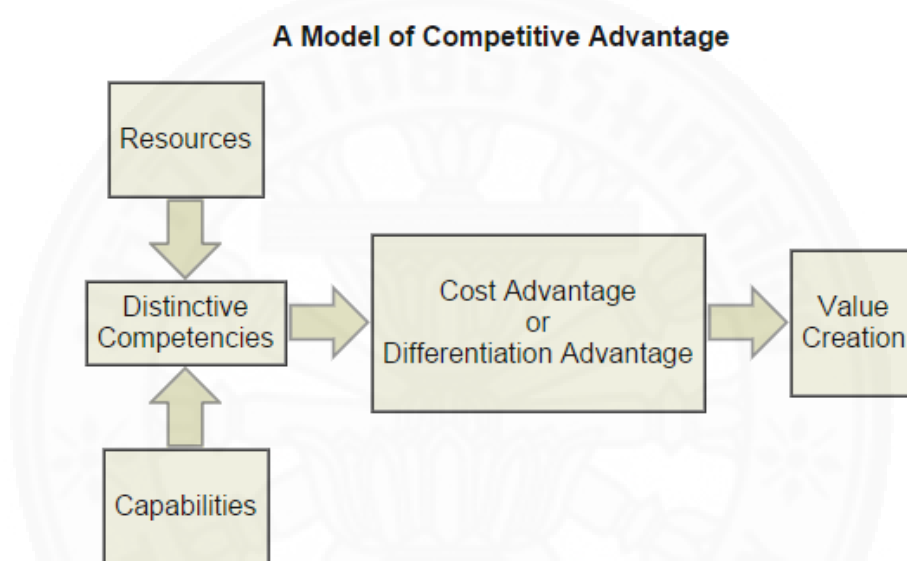 A Model of Competitive Advantage
Resources
Distinctive
Competencies
Cost Advantage
or
Differentiation Advantage
Value
Creation
Capabilities